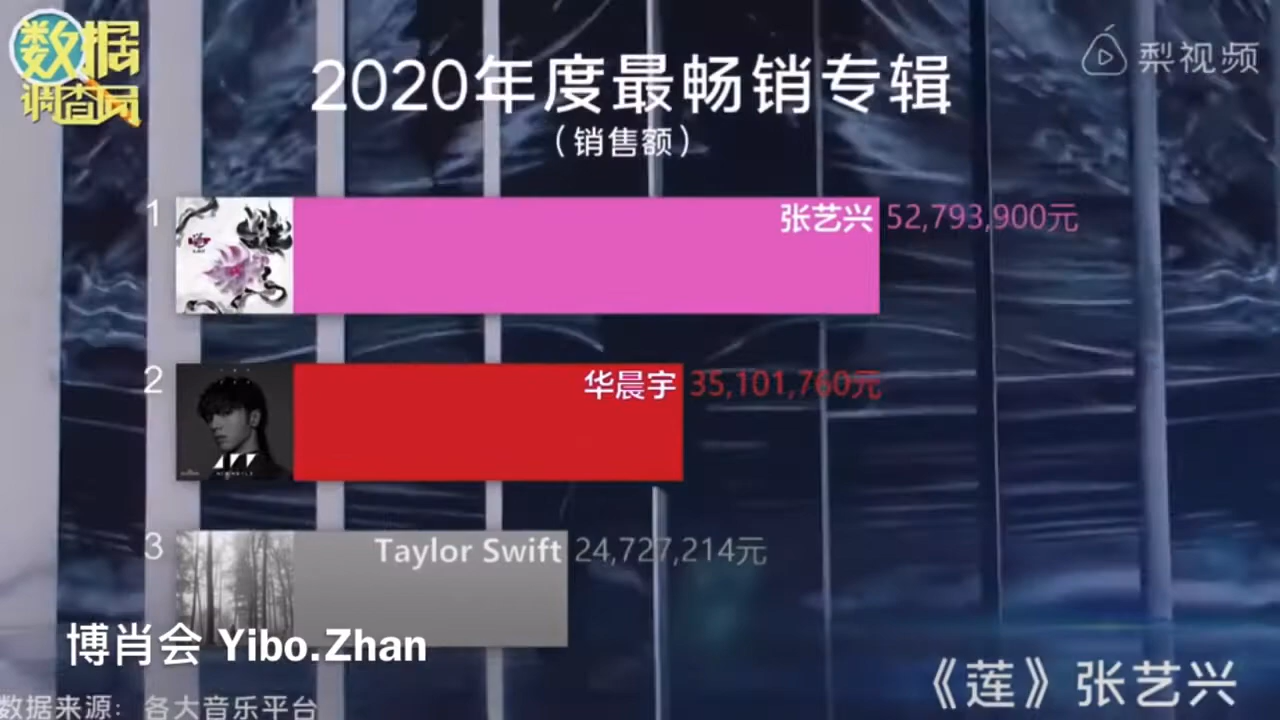 数据
调查局
梨视频
2020年度最畅销专辑
（销售额）
1
张艺兴 52,793,900元
2
华晨宇 35,101,760元
3
Taylor Swift 24,727,214元
博肖会 Yibo.Zhan
《莲》张艺兴
数据来源：各大音乐平台